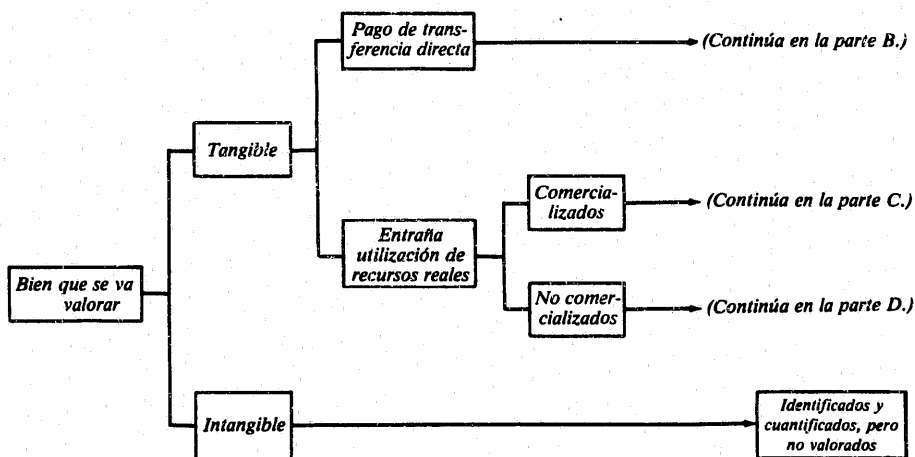 Pago de trans-
ferencia directa
(Continúa en la parte B.)
Tangible
Comercia-
lizados
(Continúa en la parte C.)
Entraña
utilización de
recursos reales
Bien que se va
valorar
No comer-
cializados
(Continúa en la parte D.)
Intangible
Identificados y
cuantificados, pero
no valorados